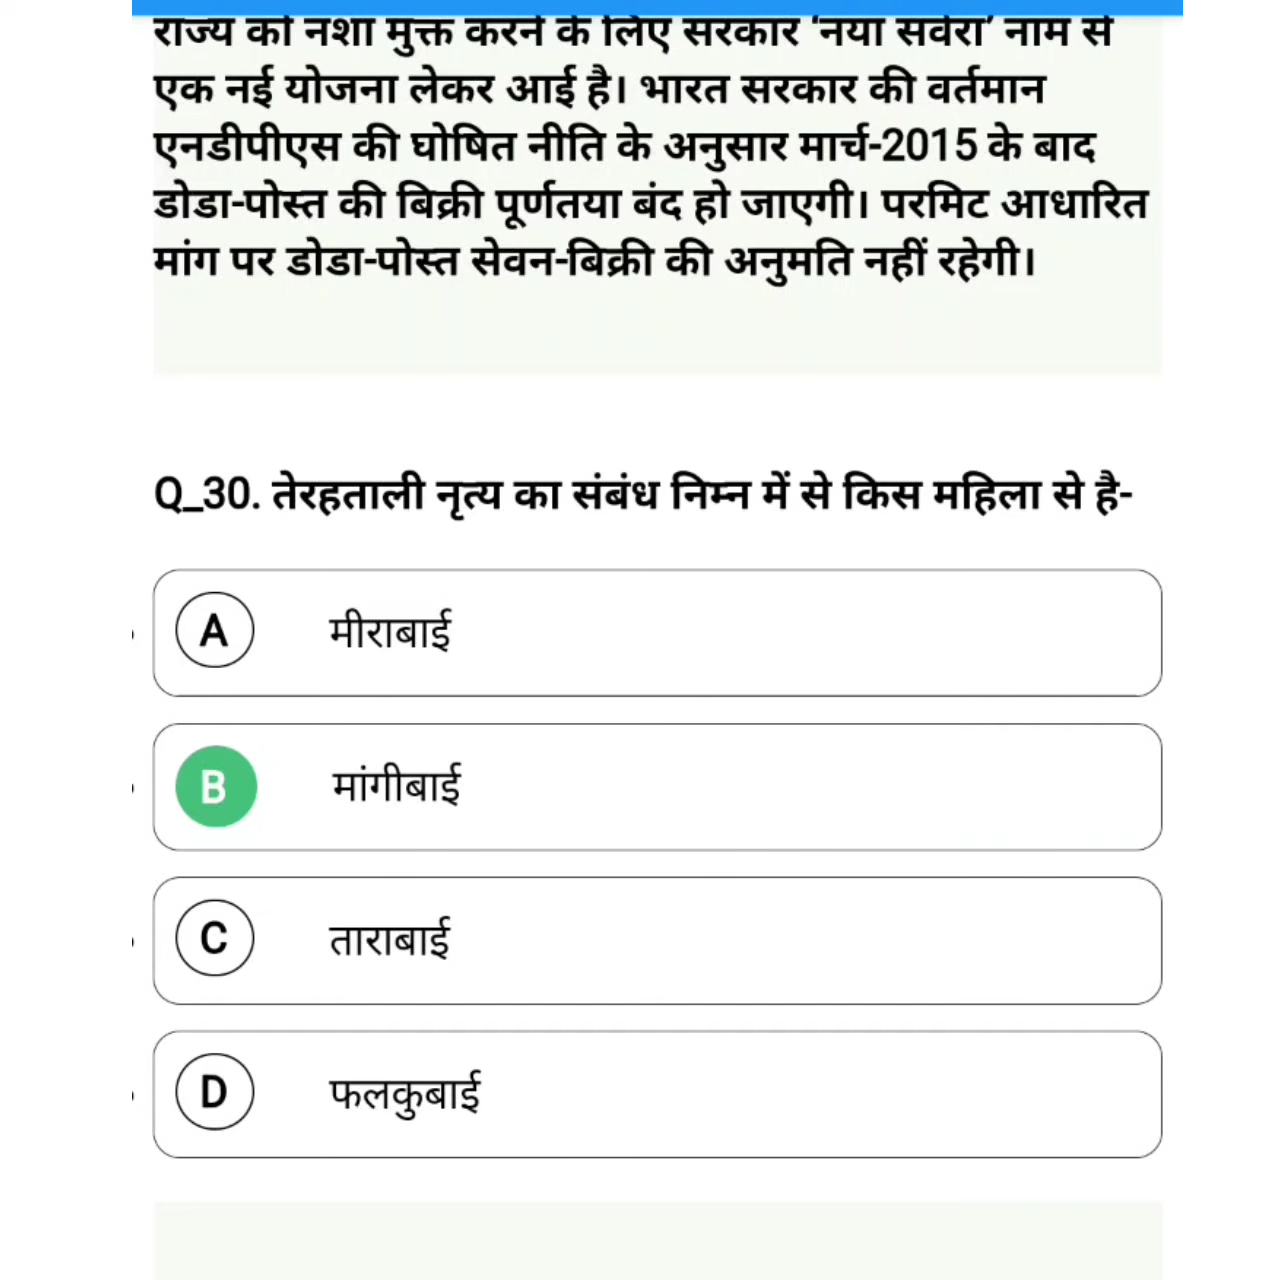 राज्य को नशा मुक्त करने के लिए सरकार 'नया सवेरा' नाम से
एक नई योजना लेकर आई है। भारत सरकार की वर्तमान
एनडीपीएस की घोषित नीति के अनुसार मार्च-2015 के बाद
डोडा-पोस्त की बिक्री पूर्णतया बंद हो जाएगी। परमिट आधारित
मांग पर डोडा-पोस्त सेवन-बिक्री की अनुमति नहीं रहेगी।
Q_30. तेरहताली नृत्य का संबंध निम्न में से किस महिला से है-
A मीराबाई
B मांगीबाई
C ताराबाई
D फलकुबाई